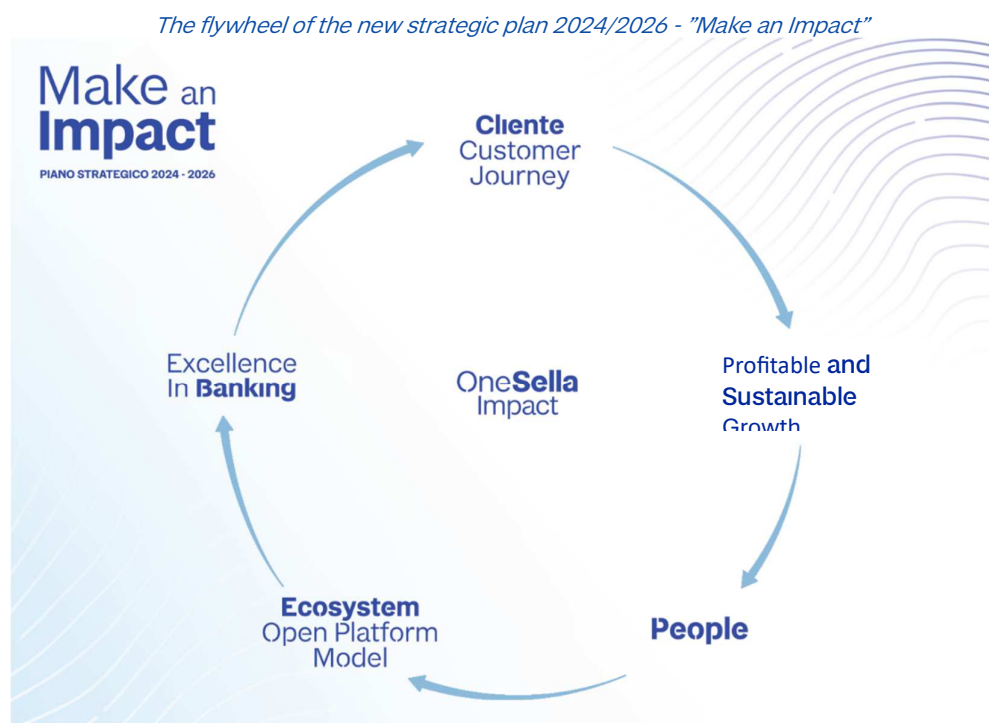 The flywheel of the new strategic plan 2024/2026 - ”Make an Impact”
Make an
Impact
PIANO STRATEGICO 2024 - 2026
Cliente
Customer
Journey
Excellence
In Banking
OneSella
Impact
Profitable and
Sustainable
Growth
Ecosystem
Open Platform
Model
People